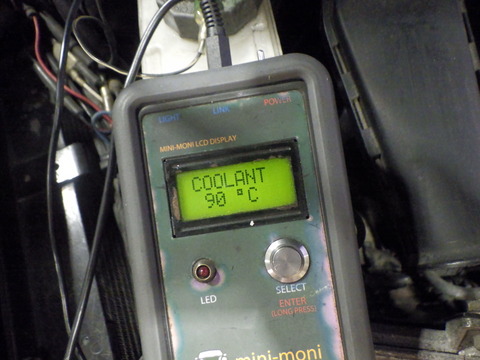 LIGHT LINK POWER
MINI-MONI LCD DISPLAY
COOLANT
90 °C
LED
SELECT
ENTER
(LONG PRESS)
mini-moni